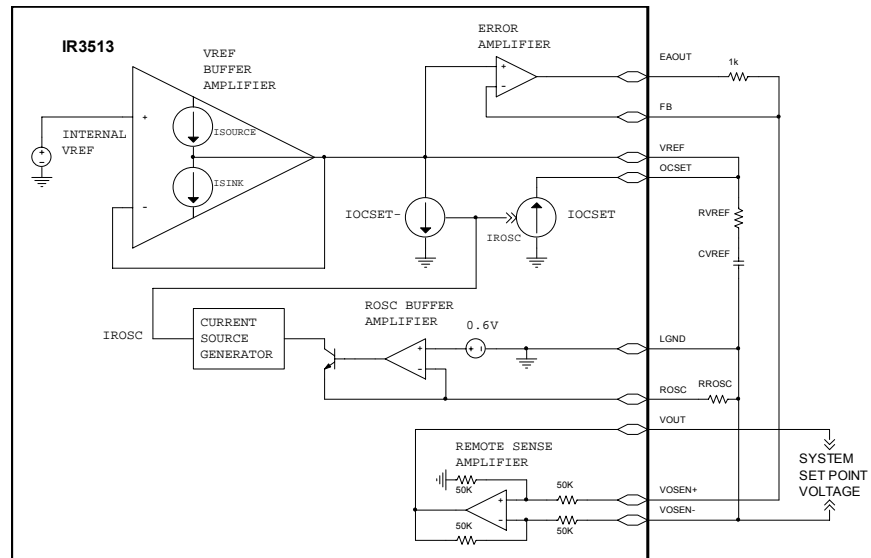 IR3513
ERROR
AMPLIFIER
VREF
BUFFER
AMPLIFIER
EAOUT
1k
+
-
ISOURCE
FB
+
INTERNAL
VREF
+
-
VREF
ISINK
OCSET
-
IOCSET-
IOCSET
RVREF
IROSC
CVREF
ROSC BUFFER
AMPLIFIER
0.6V
IROSC
CURRENT
SOURCE
GENERATOR
+
-
+
-
LGND
ROSC
RROSC
VOUT
REMOTE SENSE
AMPLIFIER
SYSTEM
SET POINT
VOLTAGE
50K
50K
+
VOSEN+
50K
-
50K
VOSEN-